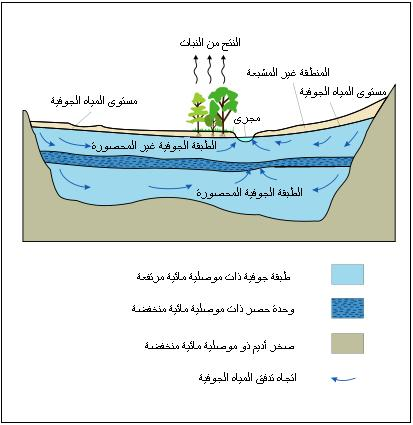 النتح من النبات
المنطقة غير المشبعة
مستوى المياه الجوفية
مستوى المياه الجوفية
مجرى
الطبقة الجوفية غير المحصورة
الطبقة الجوفية المحصورة
طبقة جوفية ذات موصلية مائية مرتفعة
وحدة حصر ذات موصلية مائية منخفضة
صخر أديم ذو موصلية مائية منخفضة
اتجاه تدفق المياه الجوفية